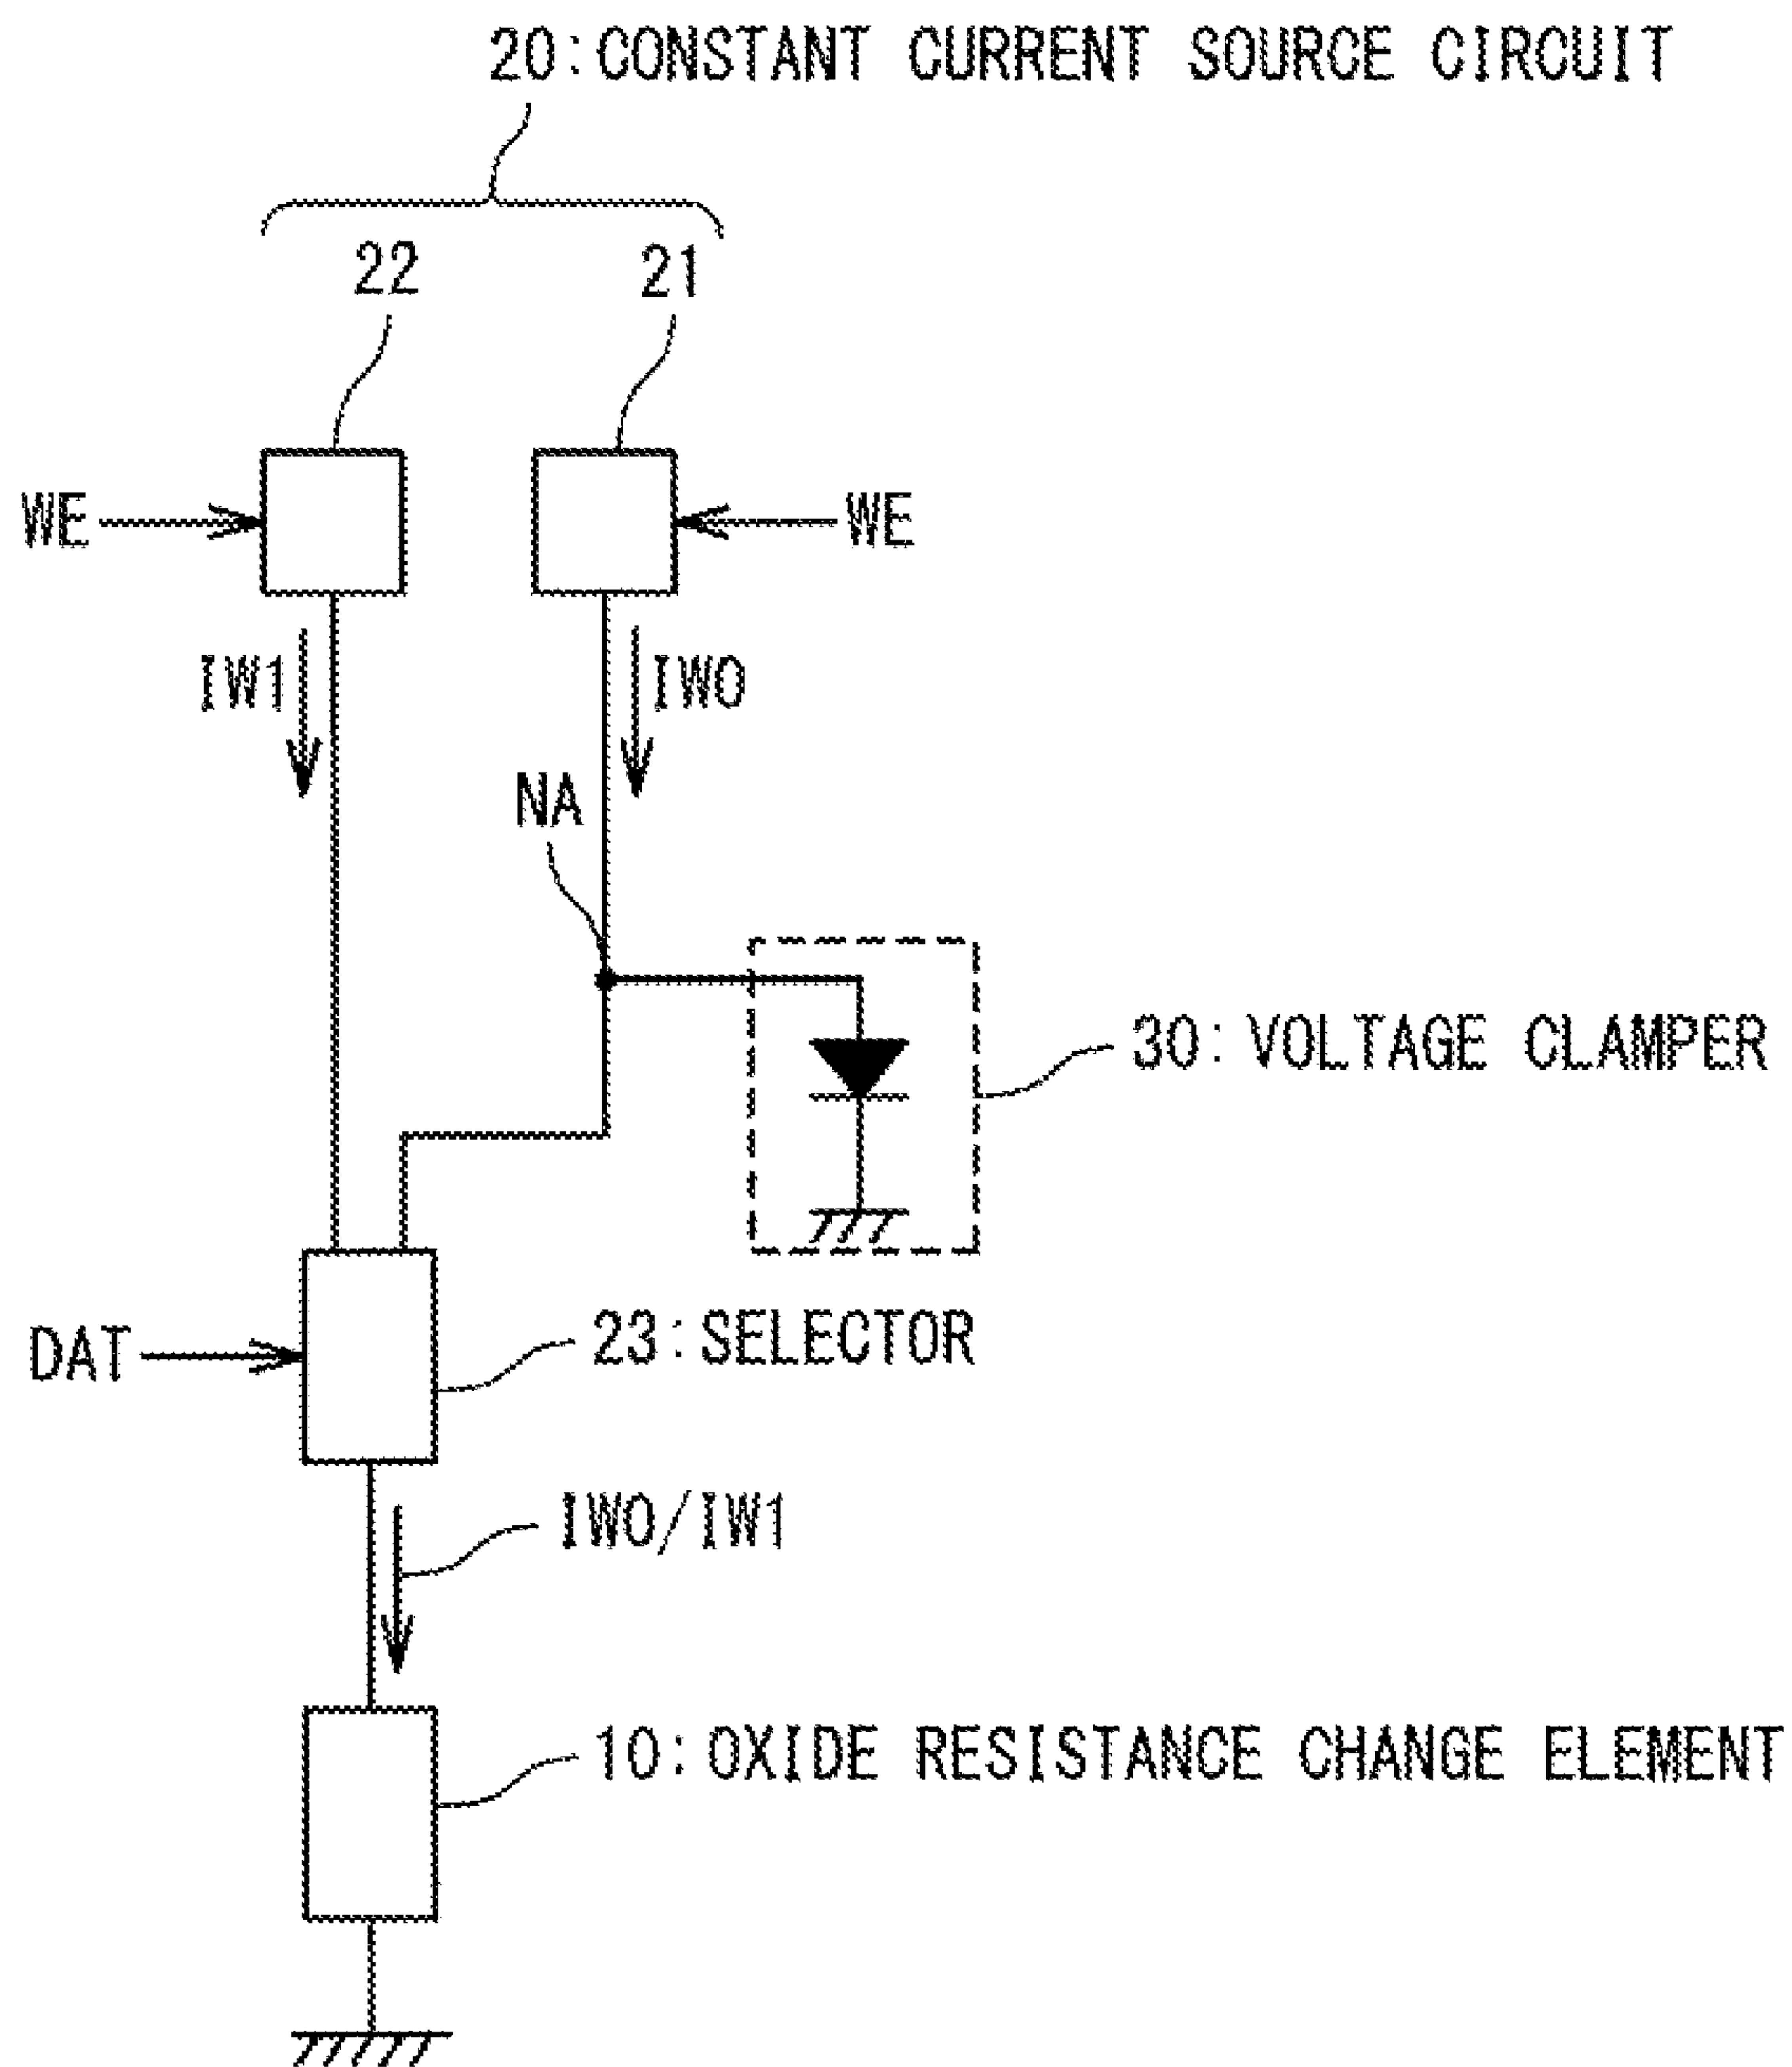 20:CONSTANT CURRENT SOURCE CIRCUIT
22
21
WE
WE
IW1
IW0
NA
30:VOLTAGE CLAMPER
DAT
23:SELECTOR
IW0/IW1
10:OXIDE RESISTANCE CHANGE ELEMENT